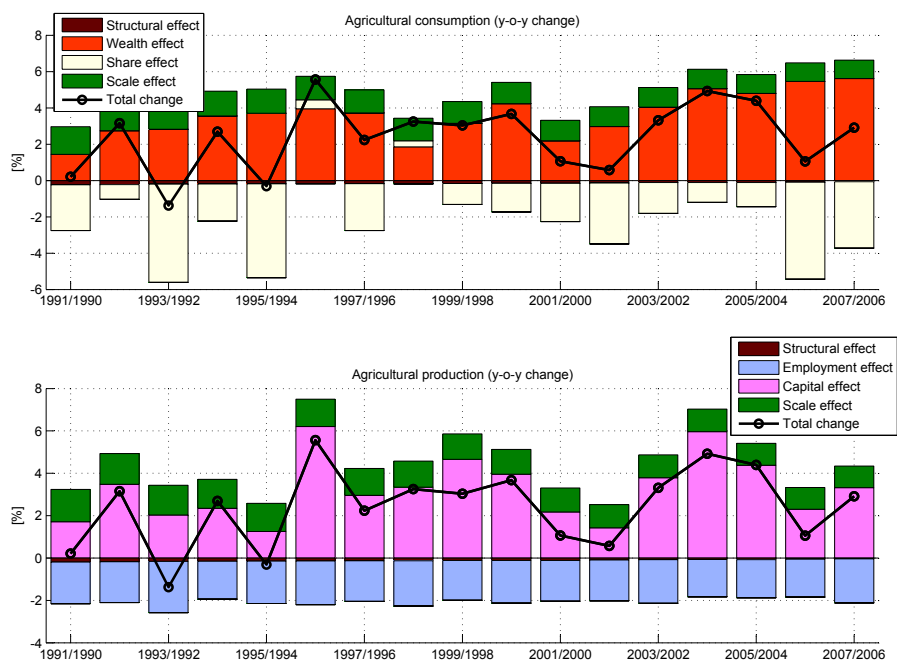 Agricultural consumption (y-o-y change)
Structural effect
Wealth effect
Share effect
Scale effect
Total change
[%]
8
6
4
2
0
-2
-4
-6
1991/1990 1993/1992 1995/1994 1997/1996 1999/1998 2001/2000 2003/2002 2005/2004 2007/2006
Agricultural production (y-o-y change)
Structural effect
Employment effect
Capital effect
Scale effect
Total change
[%]
8
6
4
2
0
-2
-4
1991/1990 1993/1992 1995/1994 1997/1996 1999/1998 2001/2000 2003/2002 2005/2004 2007/2006